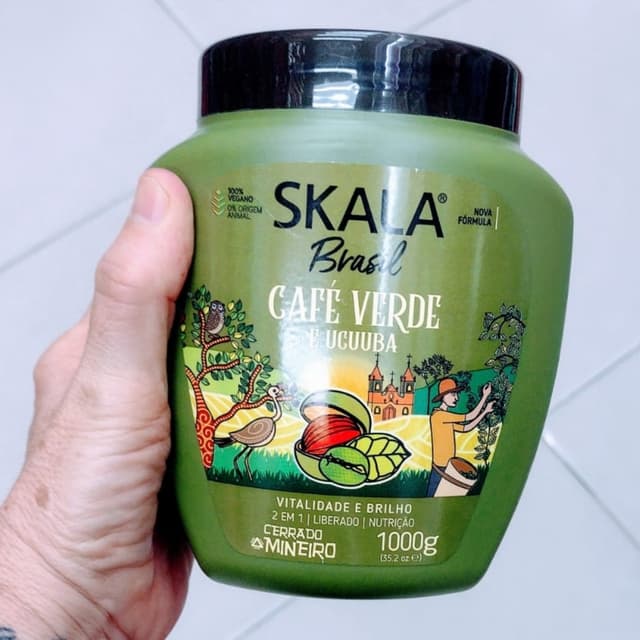 100%
VEGANO
0% ORIGEM
ANIMAL
SKALA®
NOVA
FÓRMULA
Brasil
CAFÉ VERDE
E UCUUBA
VITALIDADE E BRILHO
2 EM 1 | LIBERADO | NUTRIÇÃO
CERRADO
MINEIRO
1000g
(35.2 oz ℮)